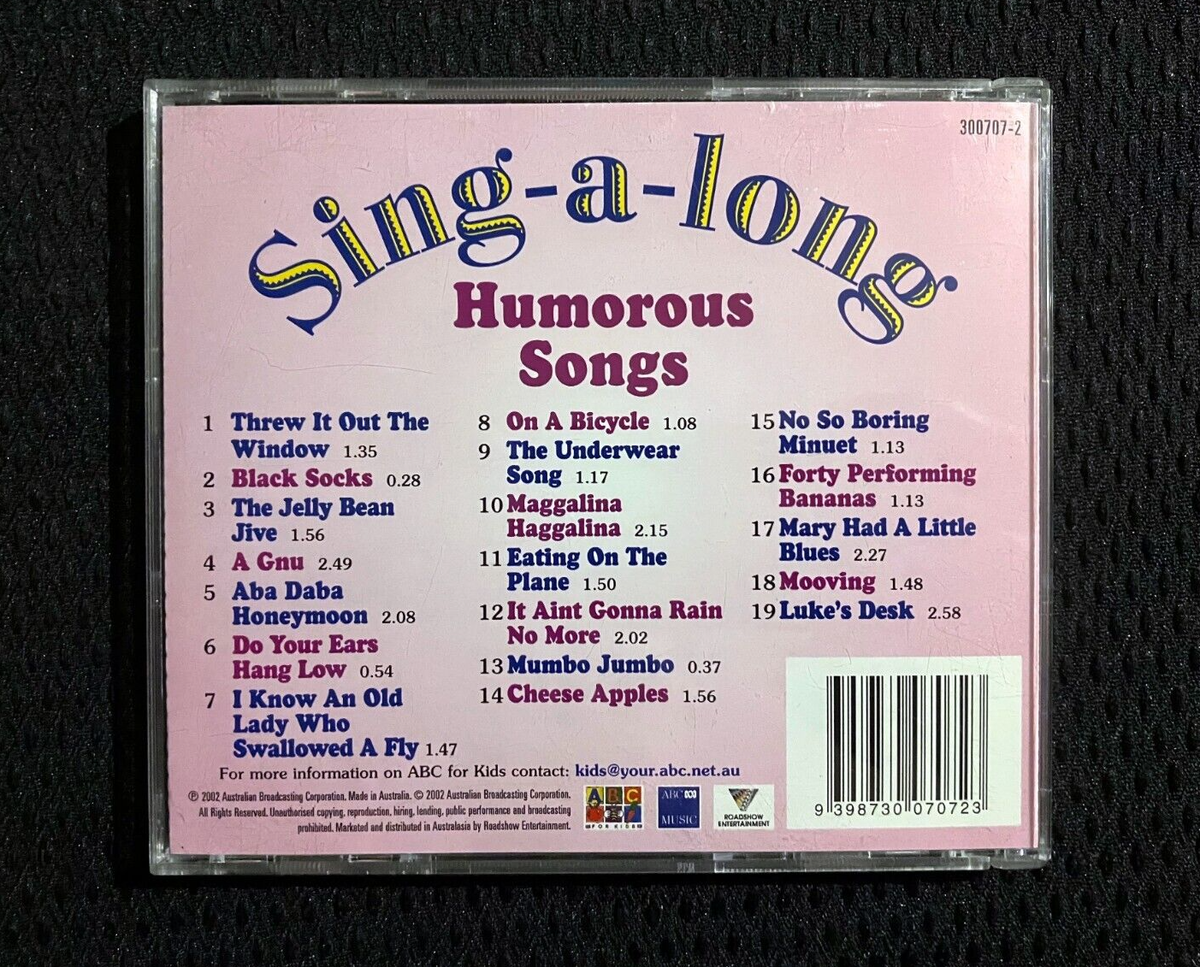 300707-2
Sing-a-long
Humorous
Songs
1 Threw It Out The
Window 1.35
2 Black Socks 0.28
3 The Jelly Bean
Jive 1.56
4 A Gnu 2.49
5 Aba Daba
Honeymoon 2.08
6 Do Your Ears
Hang Low 0.54
7 I Know An Old
Lady Who
Swallowed A Fly 1.47
8 On A Bicycle 1.08
9 The Underwear
Song 1.17
10 Maggalina
Haggalina 2.15
11 Eating On The
Plane 1.50
12 It Aint Gonna Rain
No More 2.02
13 Mumbo Jumbo 0.37
14 Cheese Apples 1.56
15 No So Boring
Minuet 1.13
16 Forty Performing
Bananas 1.13
17 Mary Had A Little
Blues 2.27
18 Mooving 1.48
19 Luke's Desk 2.58
For more information on ABC for Kids contact: kids@your.abc.net.au
℗ 2002 Australian Broadcasting Corporation. Made in Australia. © 2002 Australian Broadcasting Corporation.
All Rights Reserved. Unauthorised copying, reproduction, hiring, lending, public performance and broadcasting
prohibited. Marketed and distributed in Australasia by Roadshow Entertainment.
ABC
FOR KIDS
ABC
MUSIC
ROADSHOW
ENTERTAINMENT
9 398730 070723